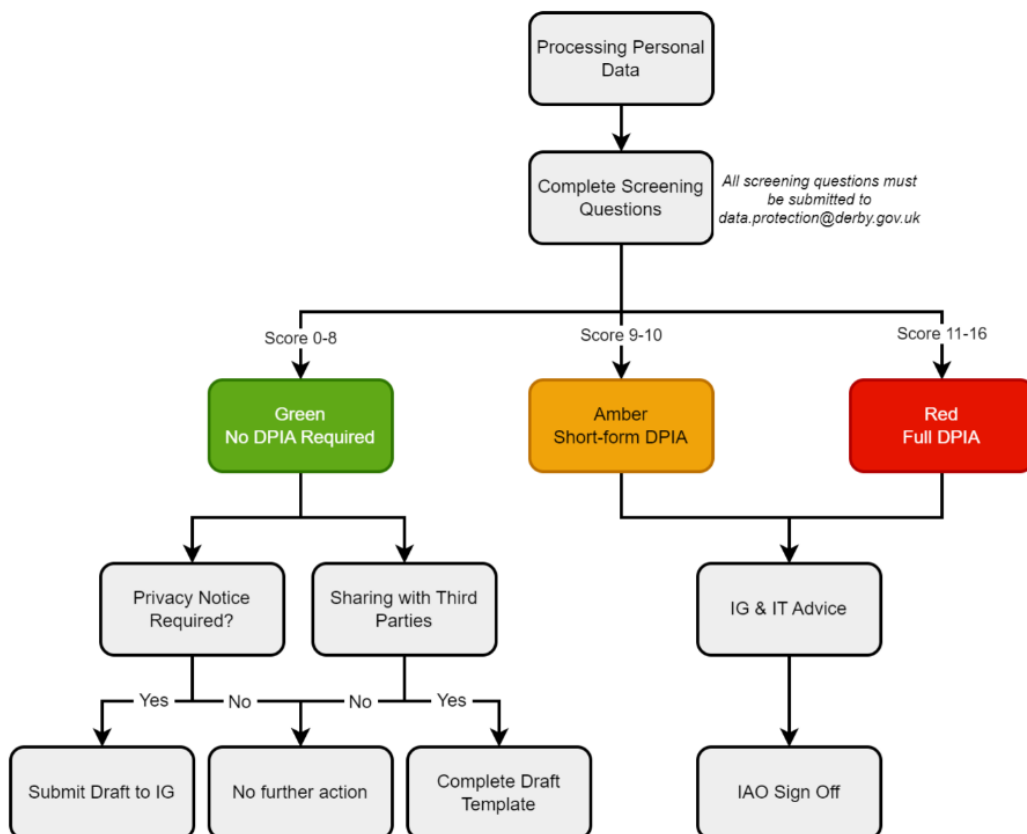 Processing Personal
Data
Complete Screening
Questions
All screening questions must
be submitted to
data.protection@derby.gov.uk
Score 0-8
Score 9-10
Score 11-16
Green
No DPIA Required
Amber
Short-form DPIA
Red
Full DPIA
Privacy Notice
Required?
Sharing with Third
Parties
IG & IT Advice
Yes
No
No
Yes
Submit Draft to IG
No further action
Complete Draft
Template
IAO Sign Off